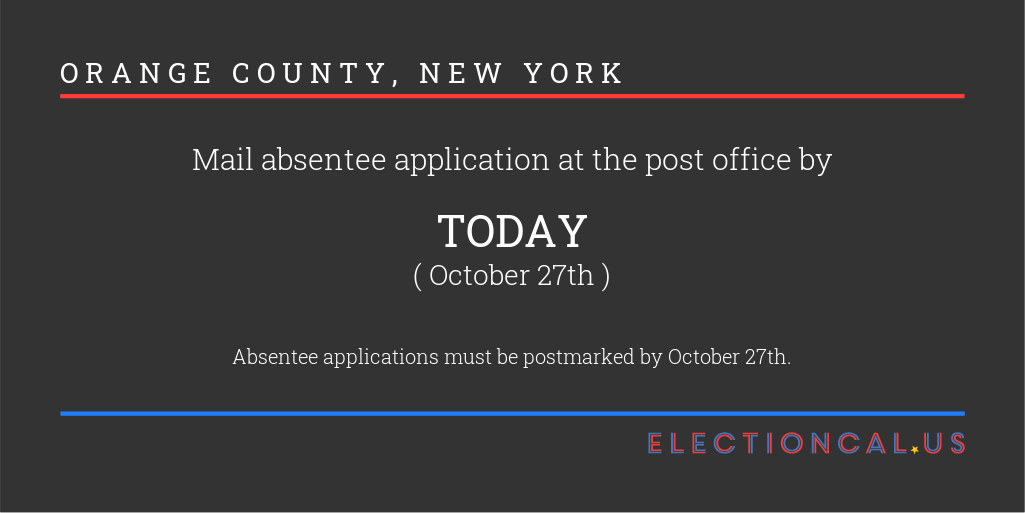 ORANGE COUNTY, NEW YORK
Mail absentee application at the post office by
TODAY
( October 27th )
Absentee applications must be postmarked by October 27th.
ELECTIONCAL.US